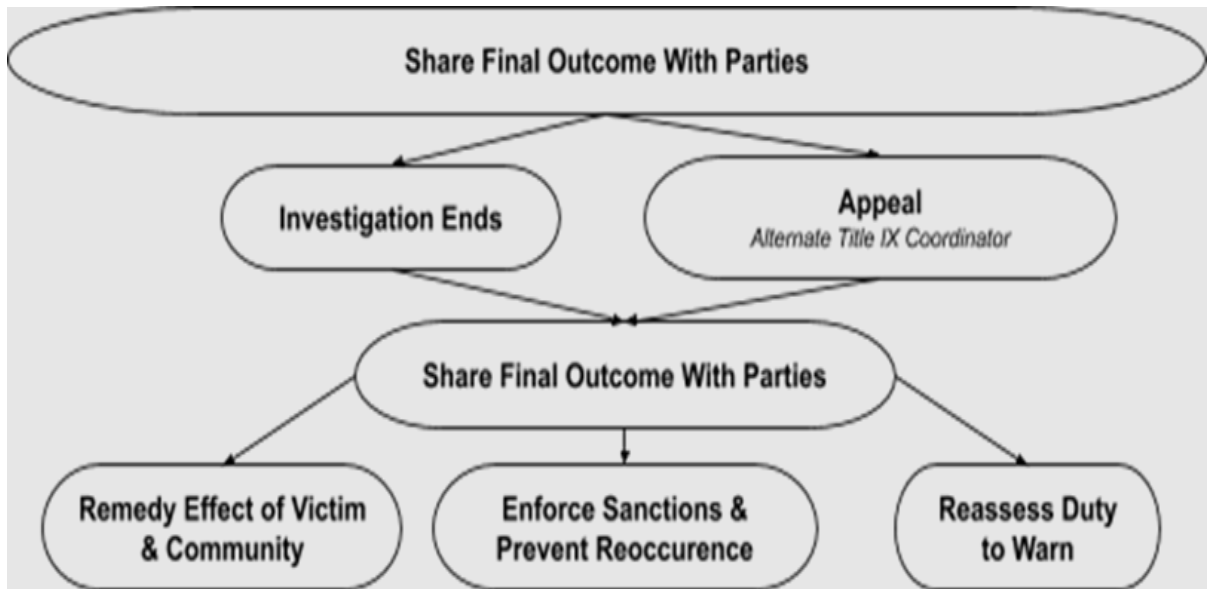 Share Final Outcome With Parties
Investigation Ends
Appeal
Alternate Title IX Coordinator
Share Final Outcome With Parties
Remedy Effect of Victim
& Community
Enforce Sanctions &
Prevent Reoccurence
Reassess Duty
to Warn